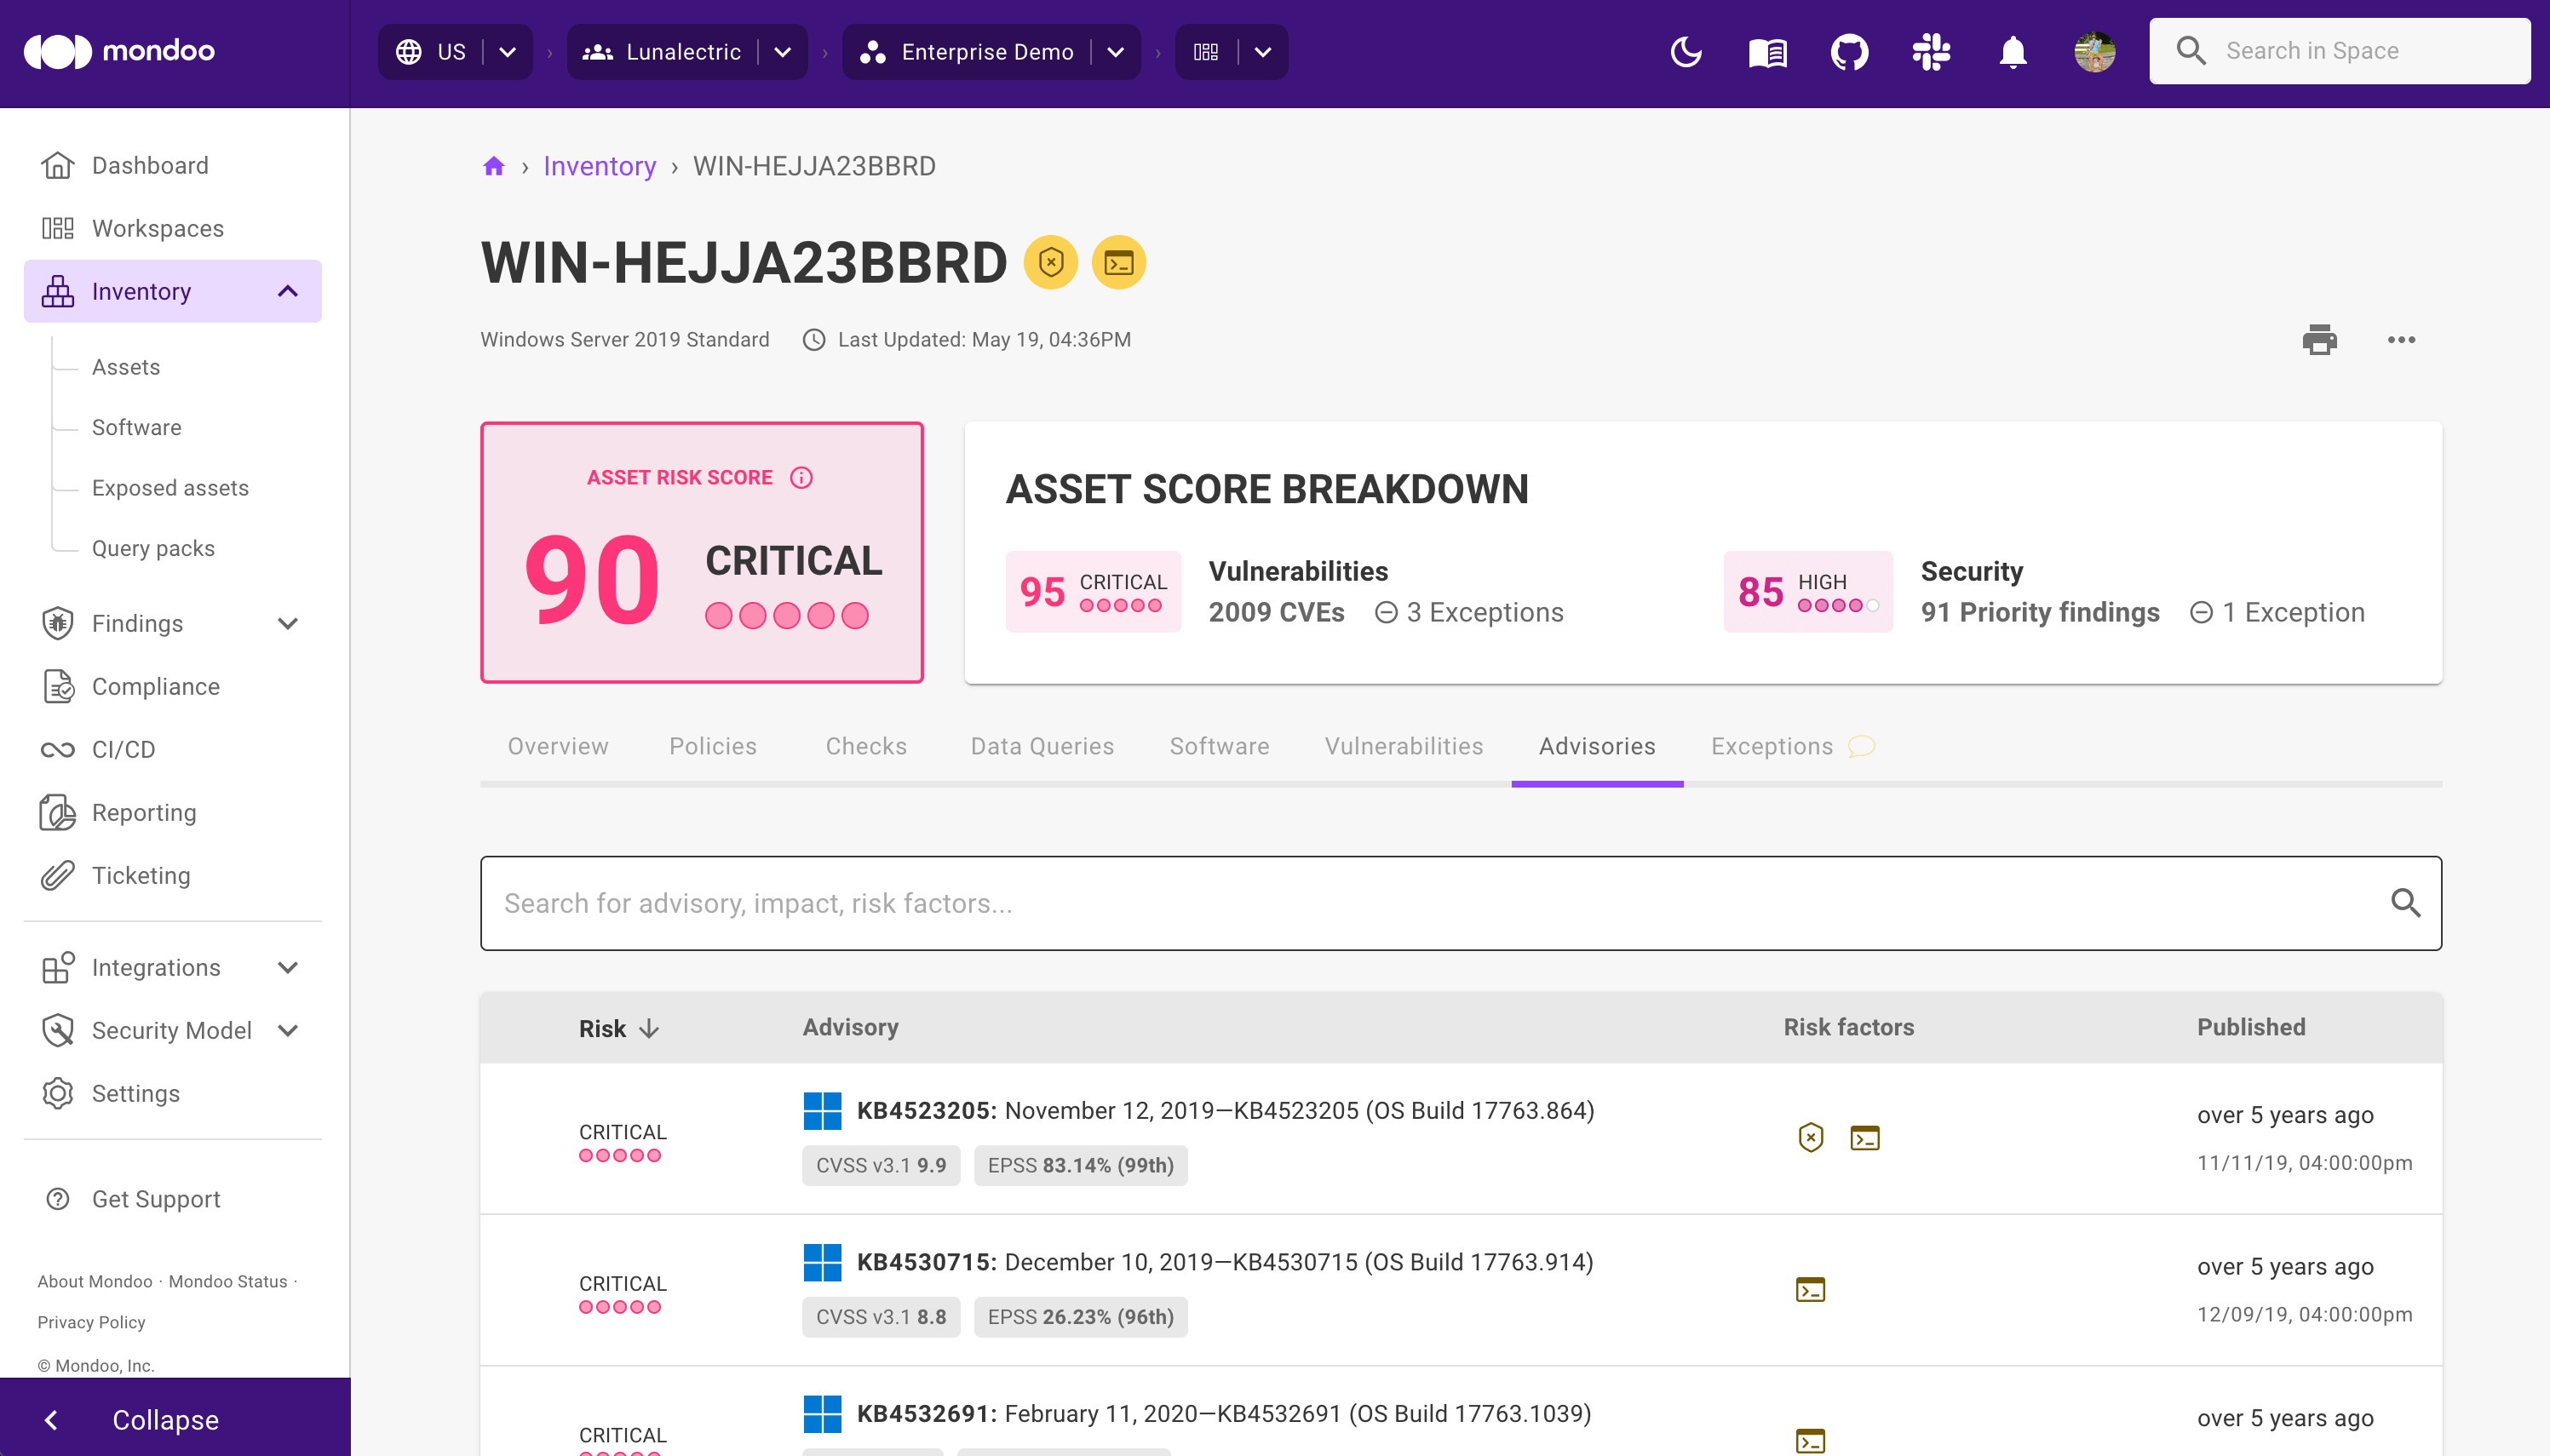 mondoo
US
Lunalectric
Enterprise Demo
Search in Space
Dashboard
Workspaces
Inventory
Assets
Software
Exposed assets
Query packs
Findings
Compliance
CI/CD
Reporting
Ticketing
Integrations
Security Model
Settings
Get Support
About Mondoo · Mondoo Status ·
Privacy Policy
© Mondoo, Inc.
Collapse
Inventory › WIN-HEJJA23BBRD
WIN-HEJJA23BBRD
Windows Server 2019 Standard Last Updated: May 19, 04:36PM
ASSET RISK SCORE
90 CRITICAL
ASSET SCORE BREAKDOWN
95 CRITICAL
Vulnerabilities
2009 CVEs 3 Exceptions
85 HIGH
Security
91 Priority findings 1 Exception
Overview Policies Checks Data Queries Software Vulnerabilities Advisories Exceptions
Search for advisory, impact, risk factors...
Risk Advisory Risk factors Published
CRITICAL
KB4523205: November 12, 2019—KB4523205 (OS Build 17763.864)
CVSS v3.1 9.9 EPSS 83.14% (99th)
over 5 years ago
11/11/19, 04:00:00pm
CRITICAL
KB4530715: December 10, 2019—KB4530715 (OS Build 17763.914)
CVSS v3.1 8.8 EPSS 26.23% (96th)
over 5 years ago
12/09/19, 04:00:00pm
CRITICAL
KB4532691: February 11, 2020—KB4532691 (OS Build 17763.1039)
over 5 years ago